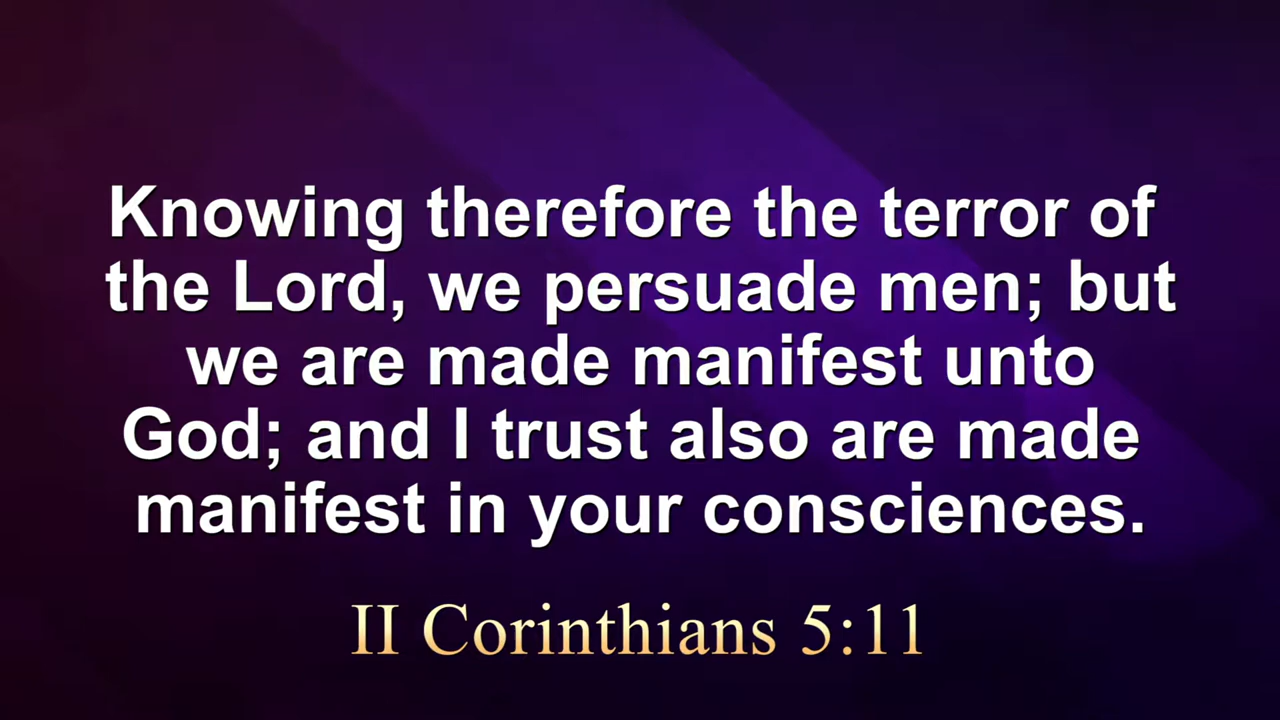 Knowing therefore the terror of
the Lord, we persuade men; but
we are made manifest unto
God; and I trust also are made
manifest in your consciences.
II Corinthians 5:11